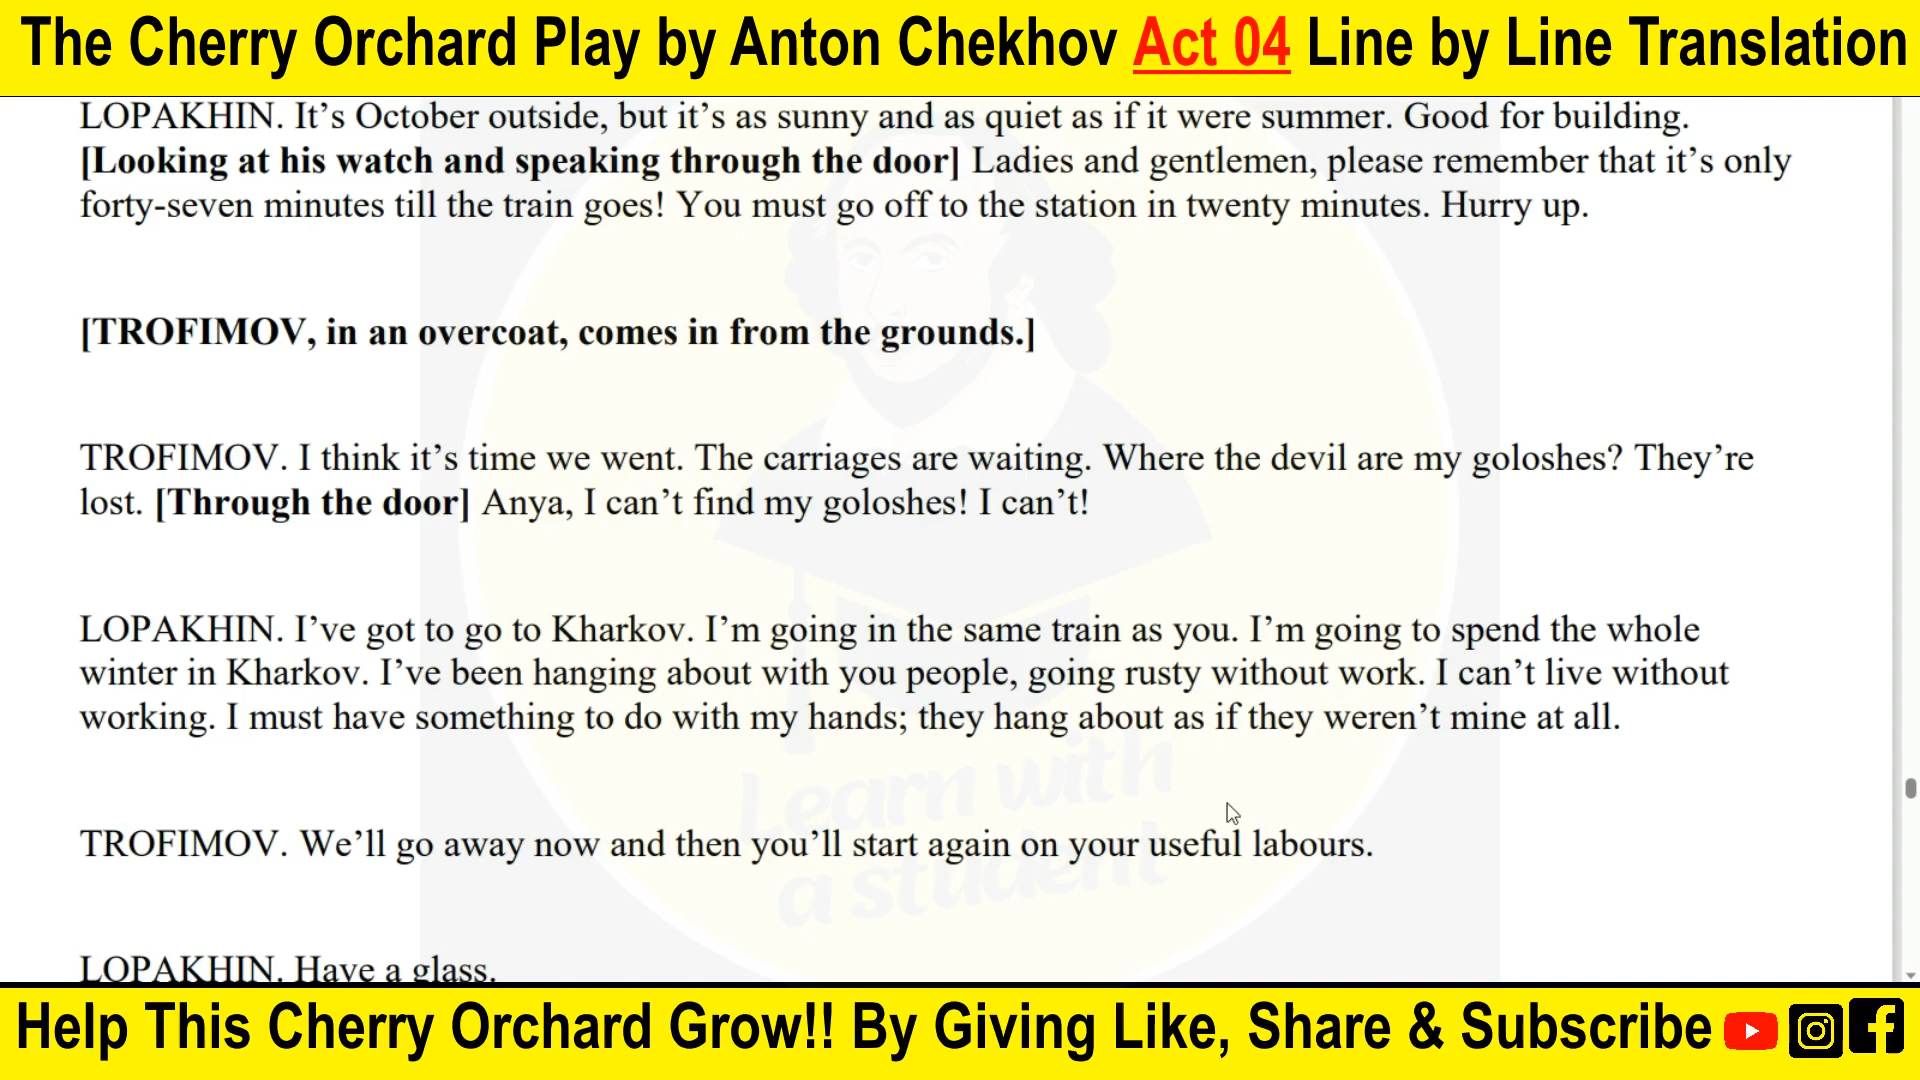 The Cherry Orchard Play by Anton Chekhov Act 04 Line by Line Translation
LOPAKHIN. It’s October outside, but it’s as sunny and as quiet as if it were summer. Good for building.
[Looking at his watch and speaking through the door] Ladies and gentlemen, please remember that it’s only
forty-seven minutes till the train goes! You must go off to the station in twenty minutes. Hurry up.
[TROFIMOV, in an overcoat, comes in from the grounds.]
TROFIMOV. I think it’s time we went. The carriages are waiting. Where the devil are my goloshes? They’re
lost. [Through the door] Anya, I can’t find my goloshes! I can’t!
LOPAKHIN. I’ve got to go to Kharkov. I’m going in the same train as you. I’m going to spend the whole
winter in Kharkov. I’ve been hanging about with you people, going rusty without work. I can’t live without
working. I must have something to do with my hands; they hang about as if they weren’t mine at all.
Learn with
TROFIMOV. We’ll go away now and then you’ll start again on your useful labours.
a student
LOPAKHIN. Have a glass.
Help This Cherry Orchard Grow!! By Giving Like, Share & Subscribe